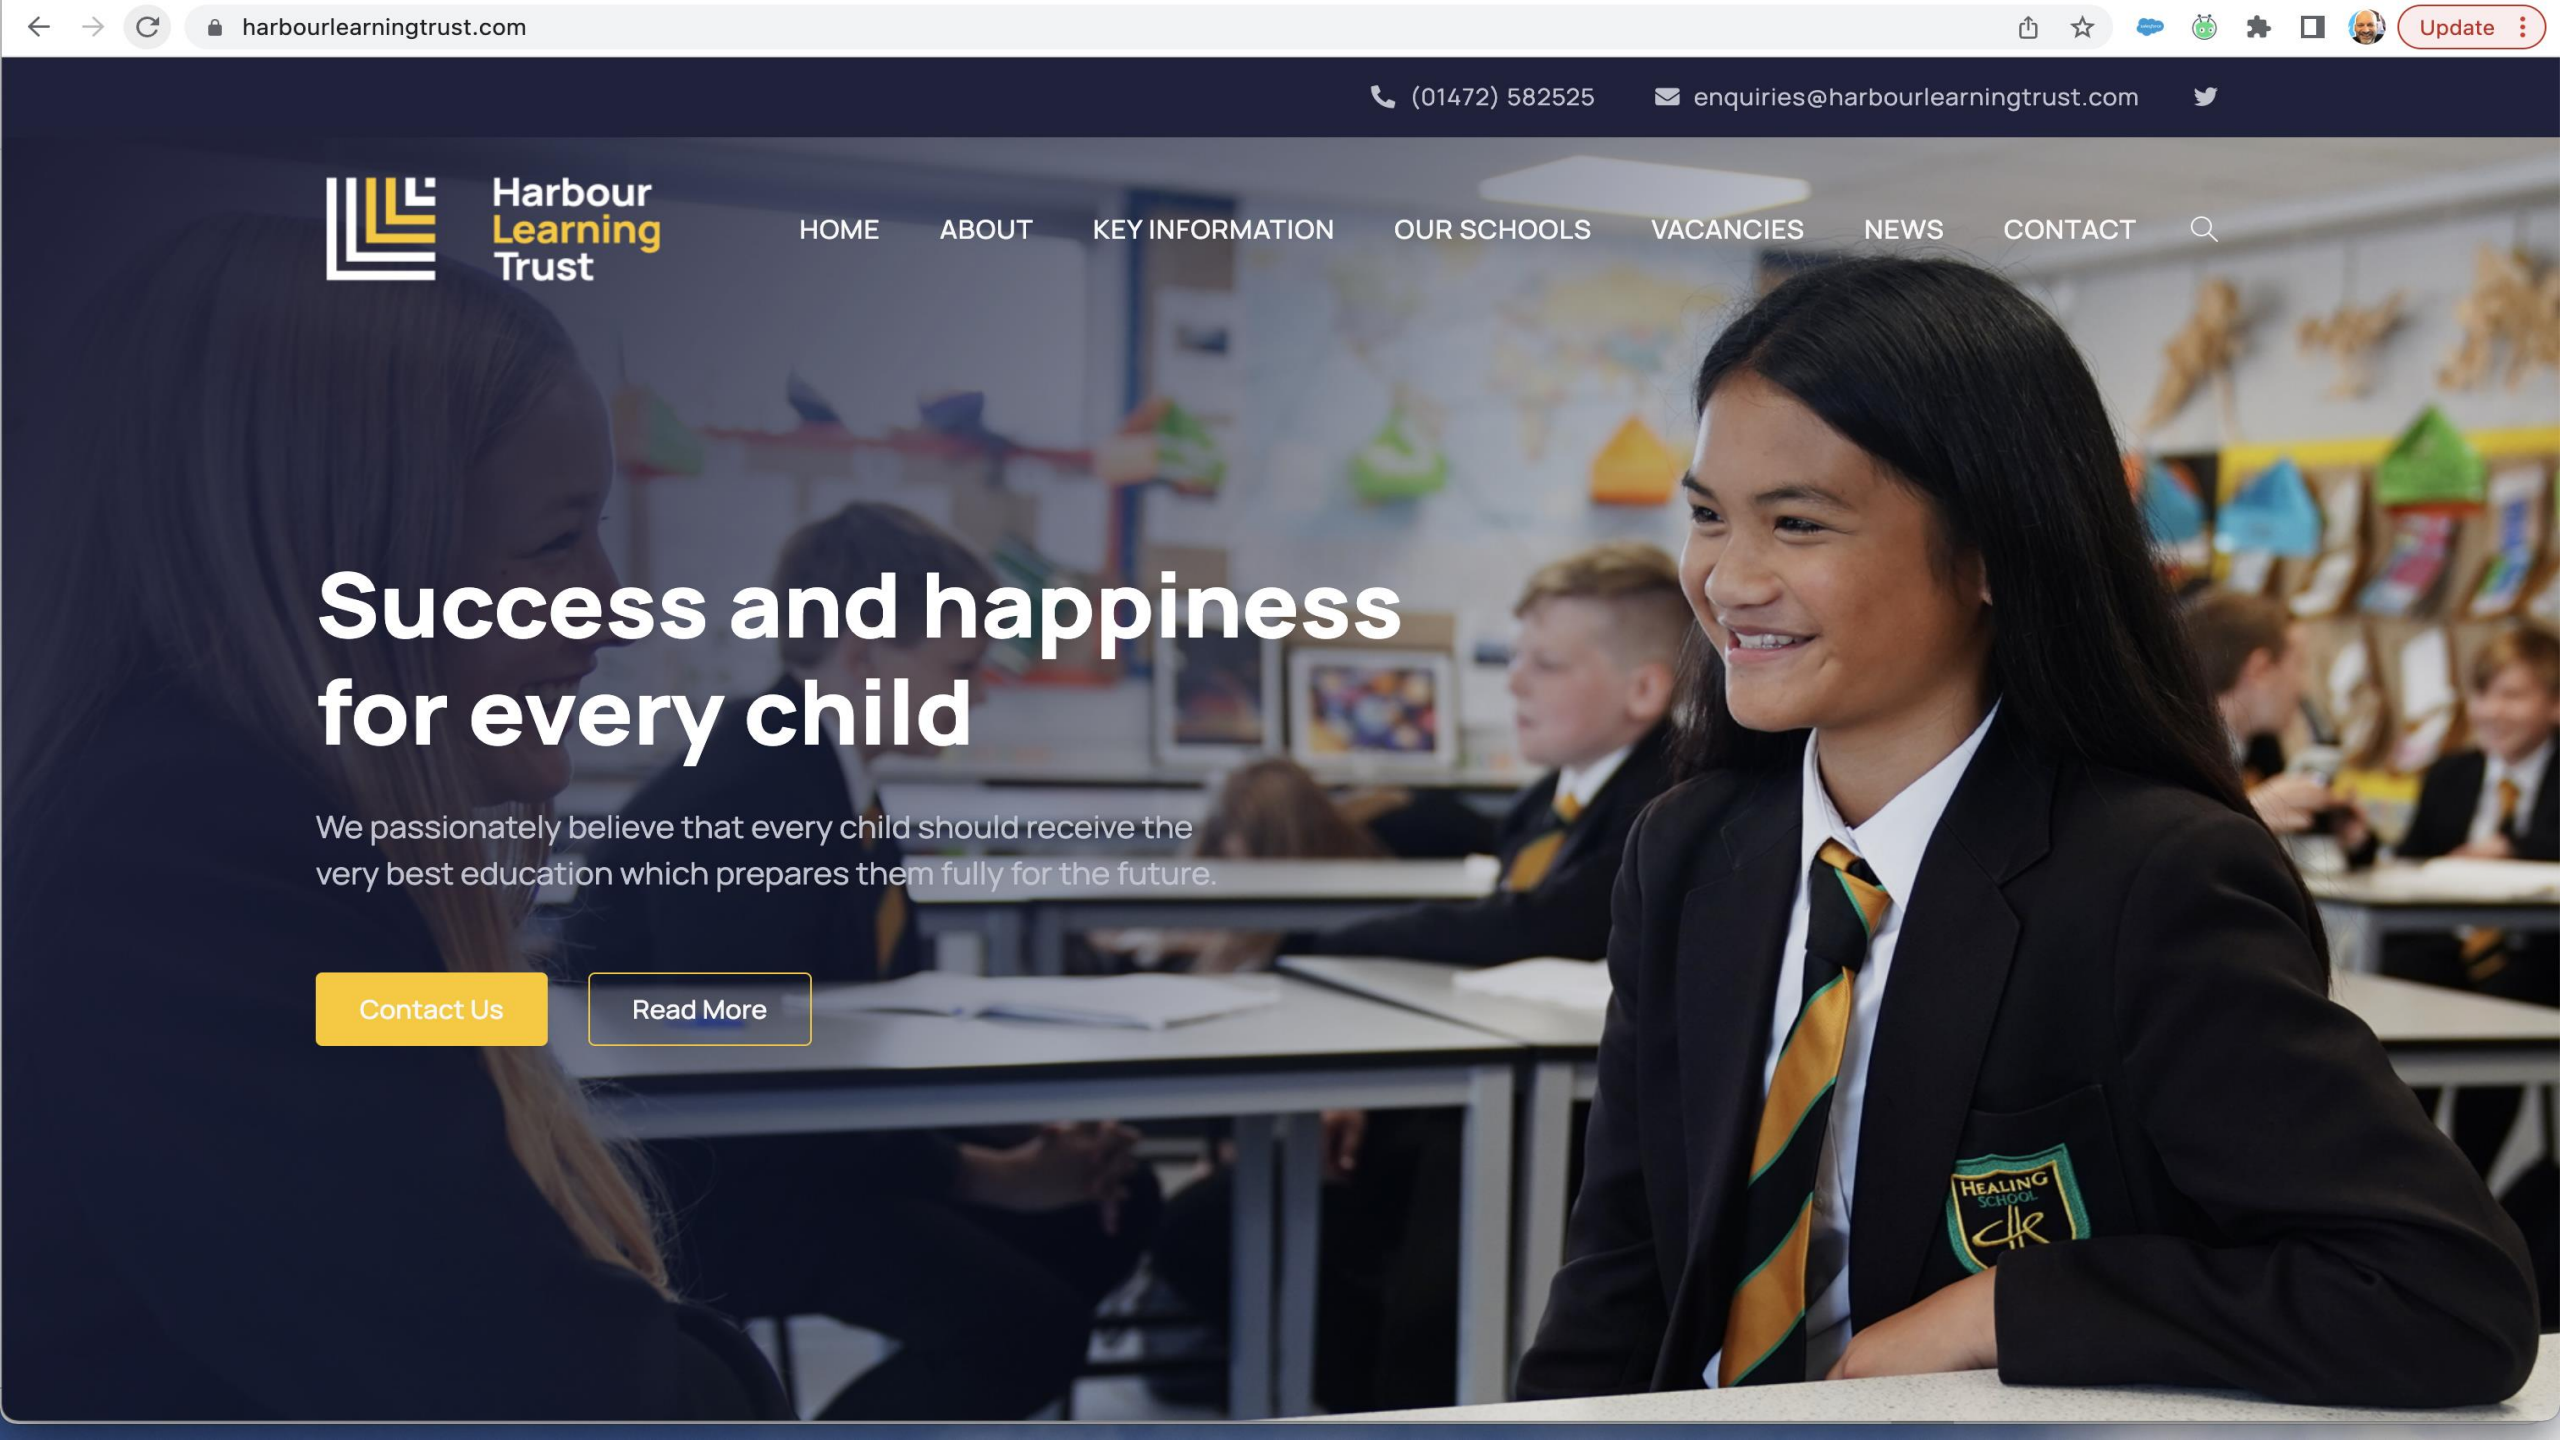 harbourlearningtrust.com
Update
(01472) 582525
enquiries@harbourlearningtrust.com
Harbour
Learning
Trust
HOME ABOUT KEY INFORMATION OUR SCHOOLS VACANCIES NEWS CONTACT
Success and happiness
for every child
We passionately believe that every child should receive the
very best education which prepares them fully for the future.
Contact Us
Read More
HEALING
SCHOOL